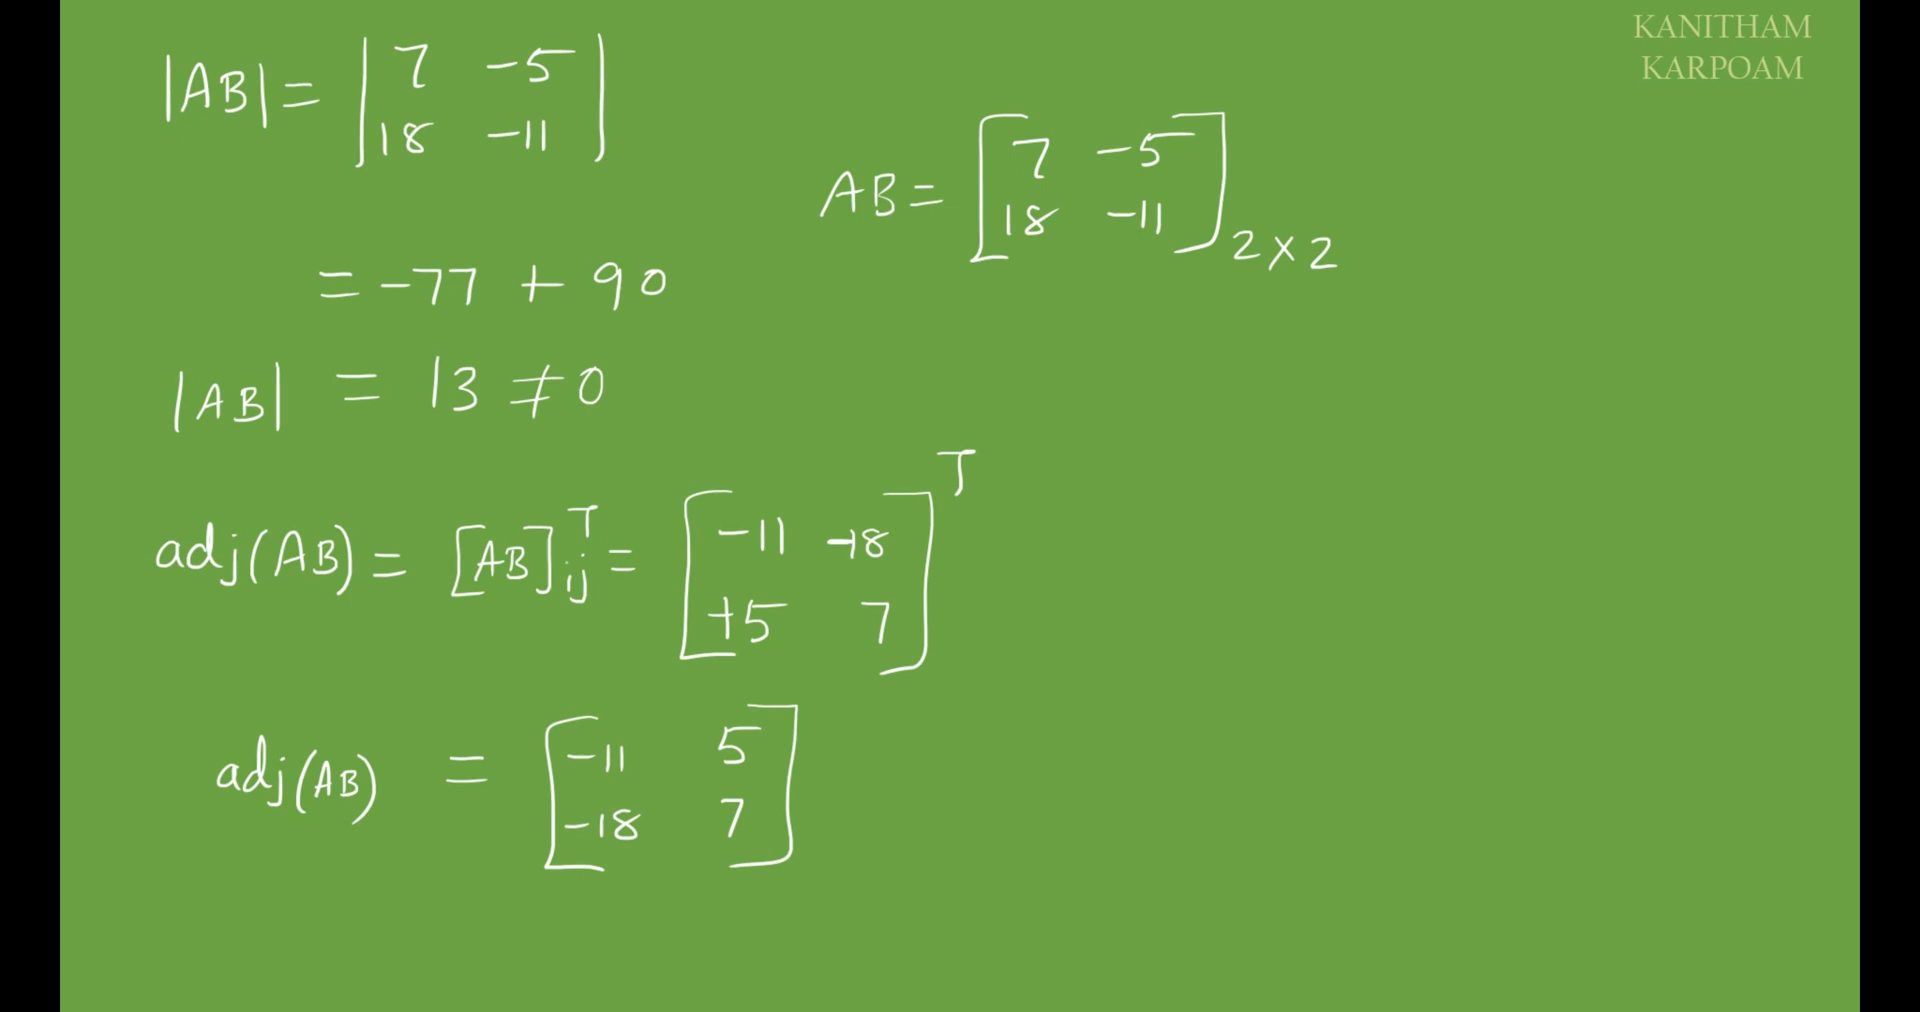 KANITHAM
KARPOAM
|AB| = | 7 -5 |
| 18 -11 |
AB = [ 7 -5
18 -11 ] 2×2
= -77 + 90
|AB| = 13 ≠ 0
adj(AB) = [AB]ᵀij = [ -11 -18
+5 7 ]ᵀ
adj(AB) = [ -11 5
-18 7 ]